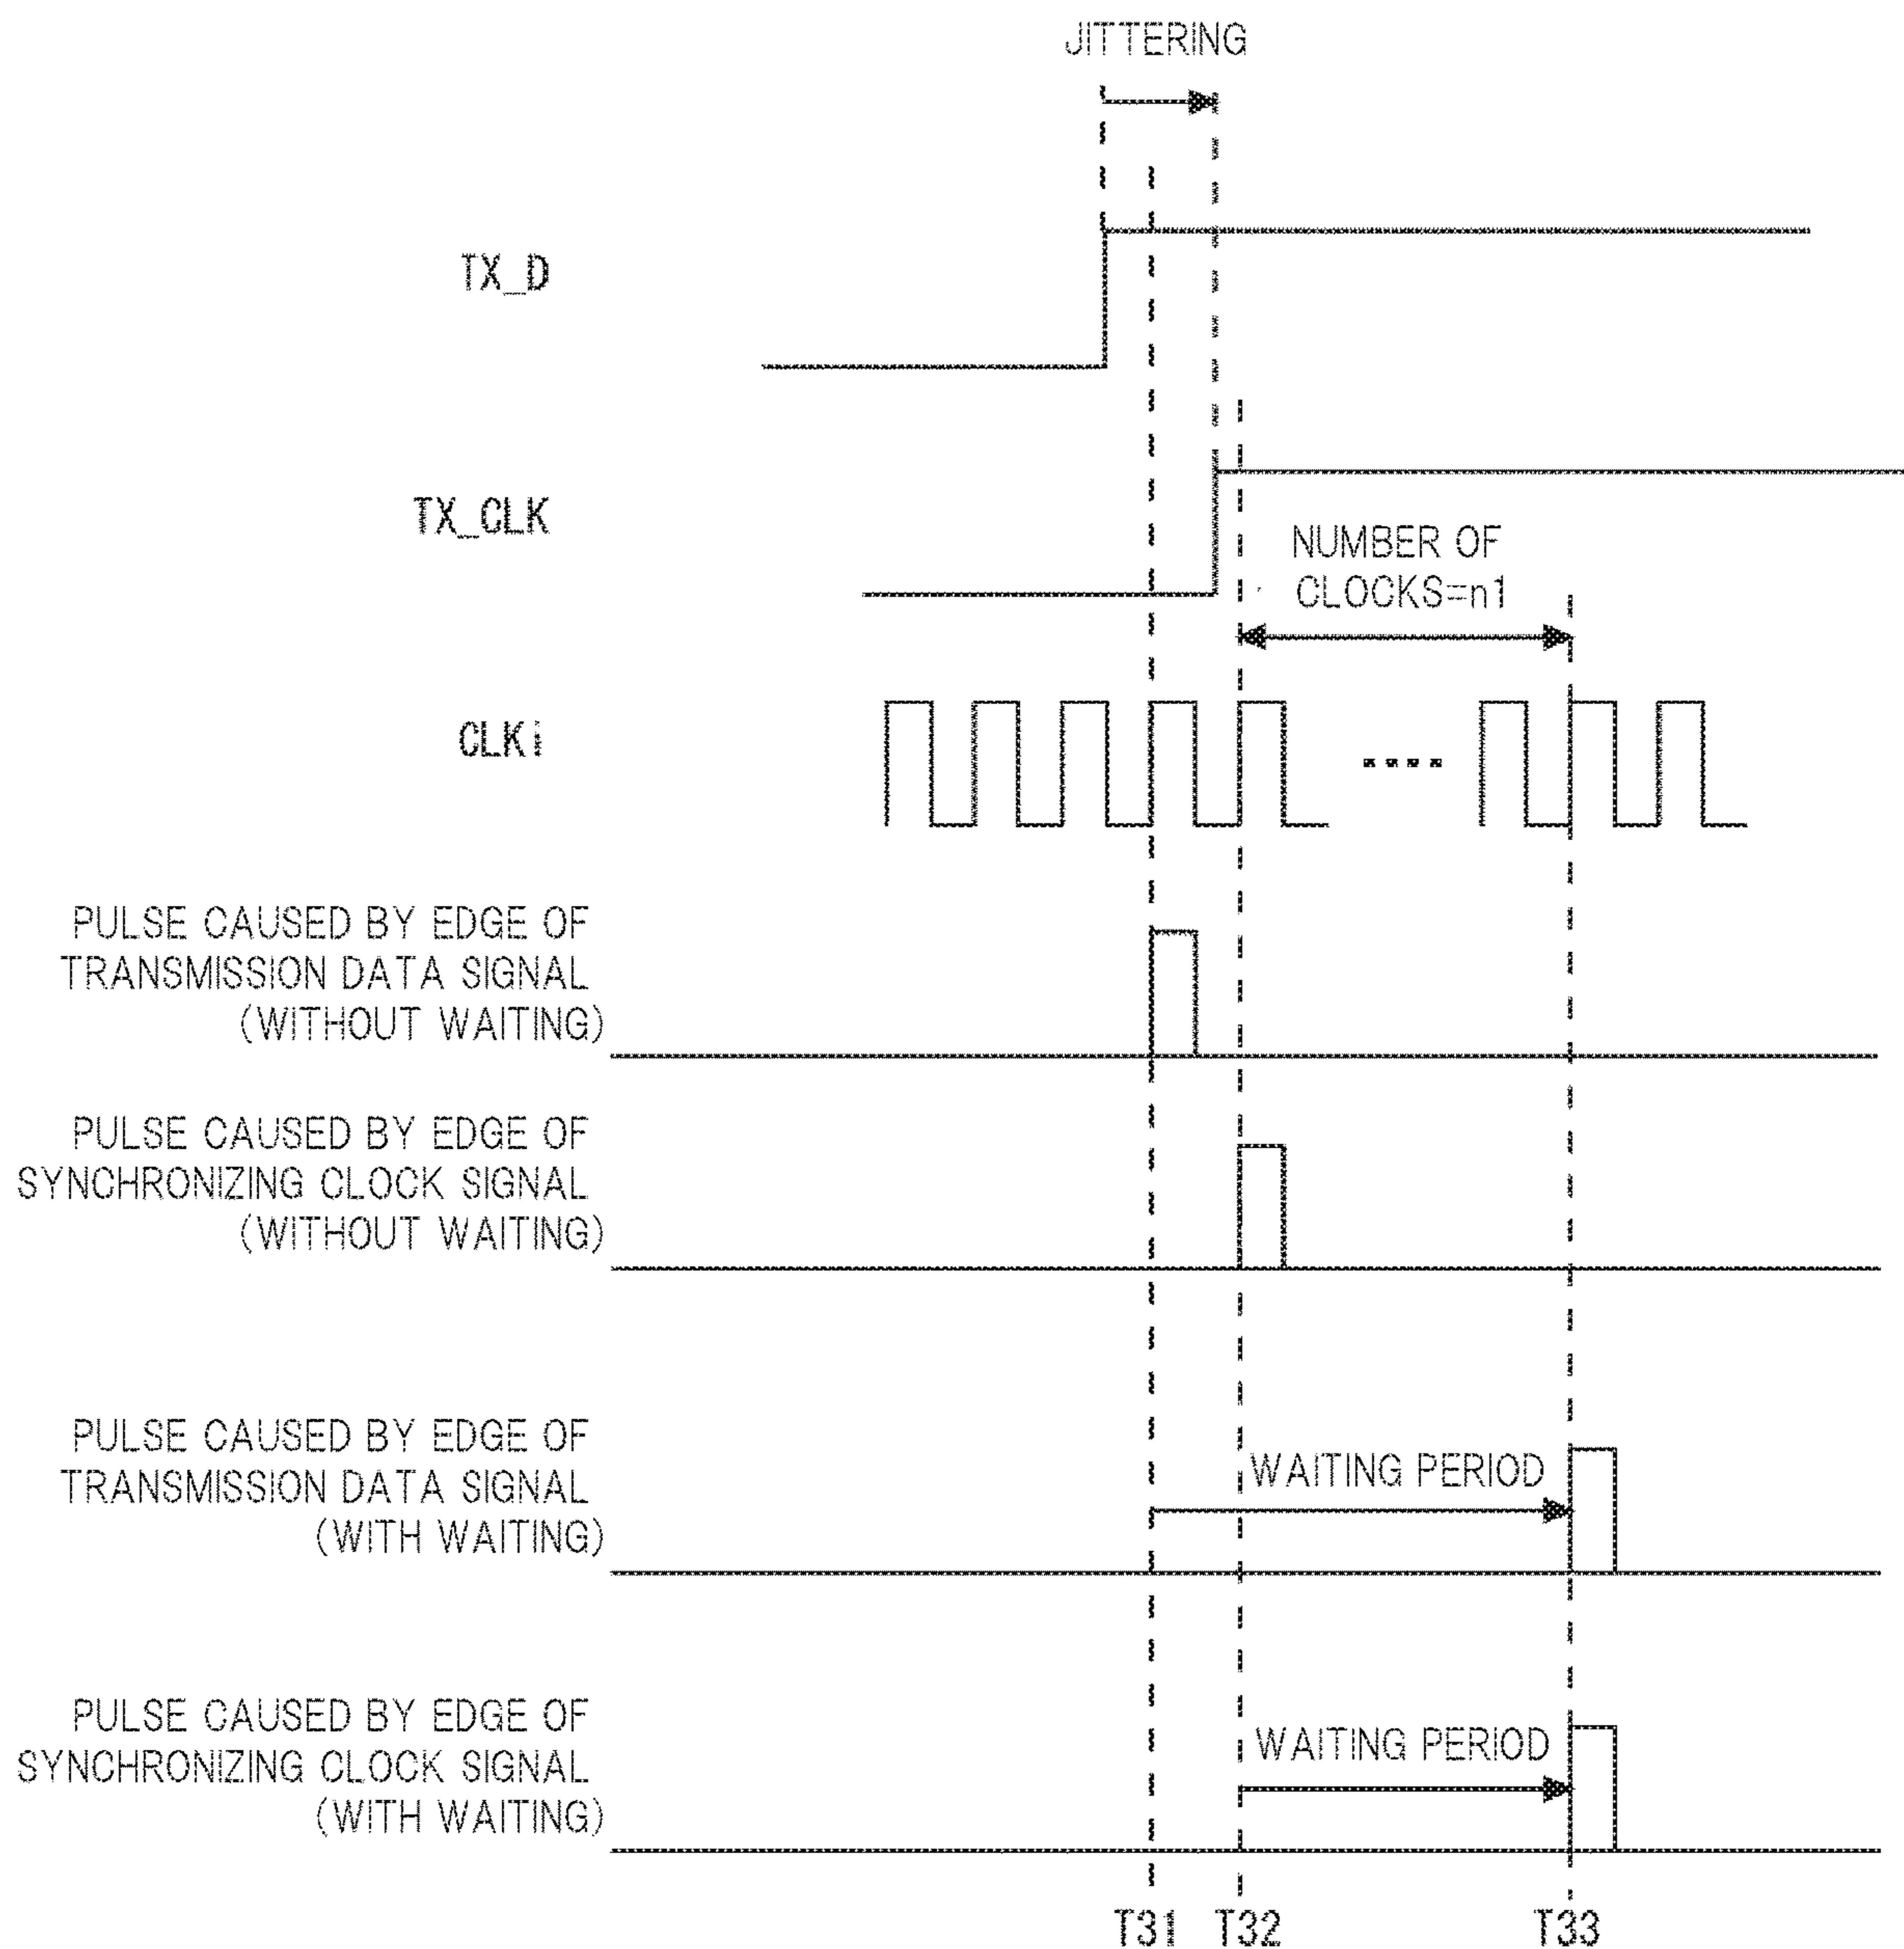 JITTERING
TX_D
TX_CLK
NUMBER OF
CLOCKS=n1
CLKi
PULSE CAUSED BY EDGE OF
TRANSMISSION DATA SIGNAL
(WITHOUT WAITING)
PULSE CAUSED BY EDGE OF
SYNCHRONIZING CLOCK SIGNAL
(WITHOUT WAITING)
PULSE CAUSED BY EDGE OF
TRANSMISSION DATA SIGNAL
(WITH WAITING)
WAITING PERIOD
PULSE CAUSED BY EDGE OF
SYNCHRONIZING CLOCK SIGNAL
(WITH WAITING)
WAITING PERIOD
T31 T32 T33